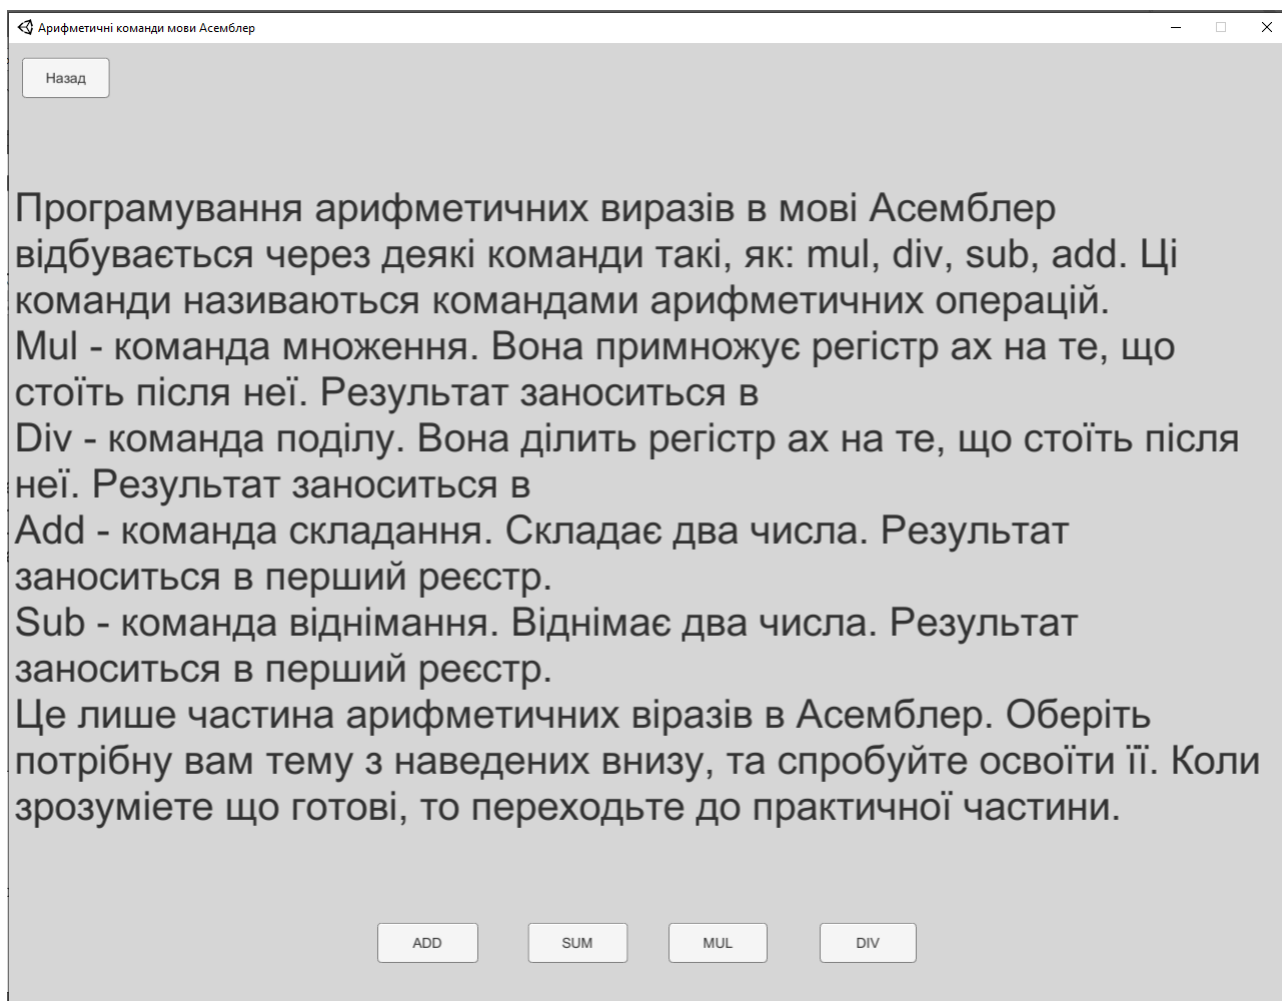 Арифметичні команди мови Асемблер
Назад
Програмування арифметичних виразів в мові Асемблер
відбувається через деякі команди такі, як: mul, div, sub, add. Ці
команди називаються командами арифметичних операцій.
Mul - команда множення. Вона примножує регістр ах на те, що
стоїть після неї. Результат заноситься в
Div - команда поділу. Вона ділить регістр ах на те, що стоїть після
неї. Результат заноситься в
Add - команда складання. Складає два числа. Результат
заноситься в перший реєстр.
Sub - команда віднімання. Віднімає два числа. Результат
заноситься в перший реєстр.
Це лише частина арифметичних віразів в Асемблер. Оберіть
потрібну вам тему з наведених внизу, та спробуйте освоїти її. Коли
зрозумієте що готові, то переходьте до практичної частини.
ADD SUM MUL DIV